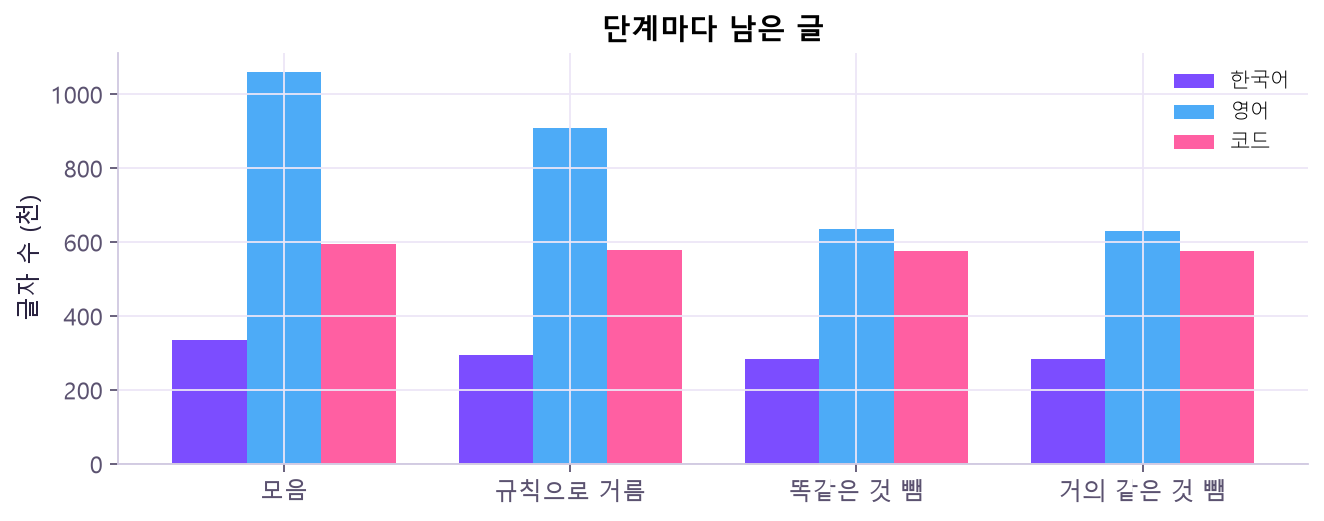 단계마다 남은 글
한국어
영어
코드
글자 수 (천)
1000
800
600
400
200
0
모음
규칙으로 거름
똑같은 것 뺌
거의 같은 것 뺌